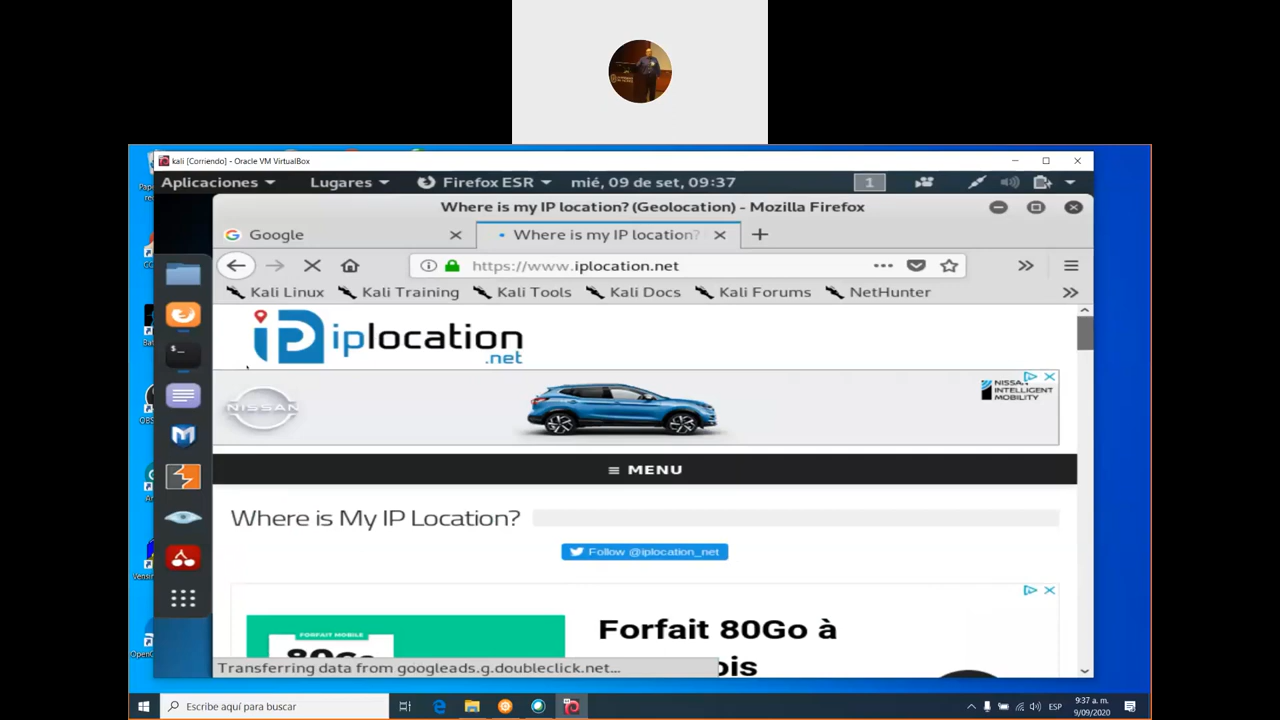 kali [Corriendo] - Oracle VM VirtualBox
Aplicaciones
Lugares
Firefox ESR
mié, 09 de set, 09:37
1
Where is my IP location? (Geolocation) - Mozilla Firefox
Google
Where is my IP location?
https://www.iplocation.net
Kali Linux
Kali Training
Kali Tools
Kali Docs
Kali Forums
NetHunter
iplocation
.net
NISSAN
NISSAN
INTELLIGENT
MOBILITY
MENU
Where is My IP Location?
Follow @iplocation_net
FORFAIT MOBILE
Forfait 80Go à
Transferring data from googleads.g.doubleclick.net...
Escribe aquí para buscar
ESP
9:37 a. m.
9/09/2020